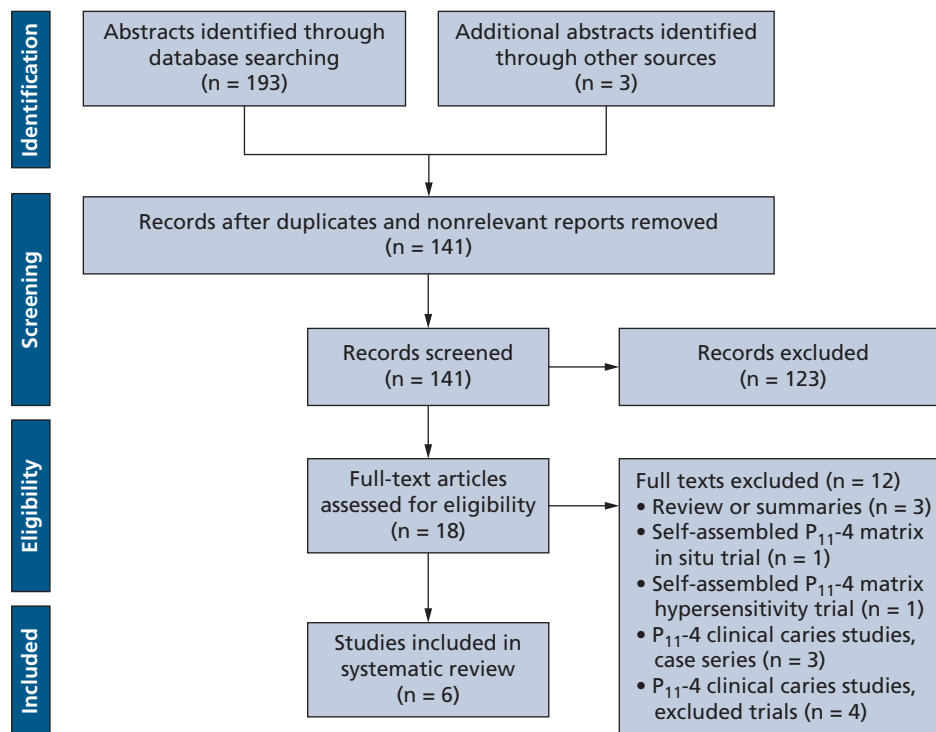 Identification
Abstracts identified through
database searching
(n = 193)
Additional abstracts identified
through other sources
(n = 3)
Screening
Records after duplicates and nonrelevant reports removed
(n = 141)
Records screened
(n = 141)
Records excluded
(n = 123)
Eligibility
Full-text articles
assessed for eligibility
(n = 18)
Full texts excluded (n = 12)
• Review or summaries (n = 3)
• Self-assembled P₁₁-4 matrix
in situ trial (n = 1)
• Self-assembled P₁₁-4 matrix
hypersensitivity trial (n = 1)
• P₁₁-4 clinical caries studies,
case series (n = 3)
• P₁₁-4 clinical caries studies,
excluded trials (n = 4)
Included
Studies included in
systematic review
(n = 6)